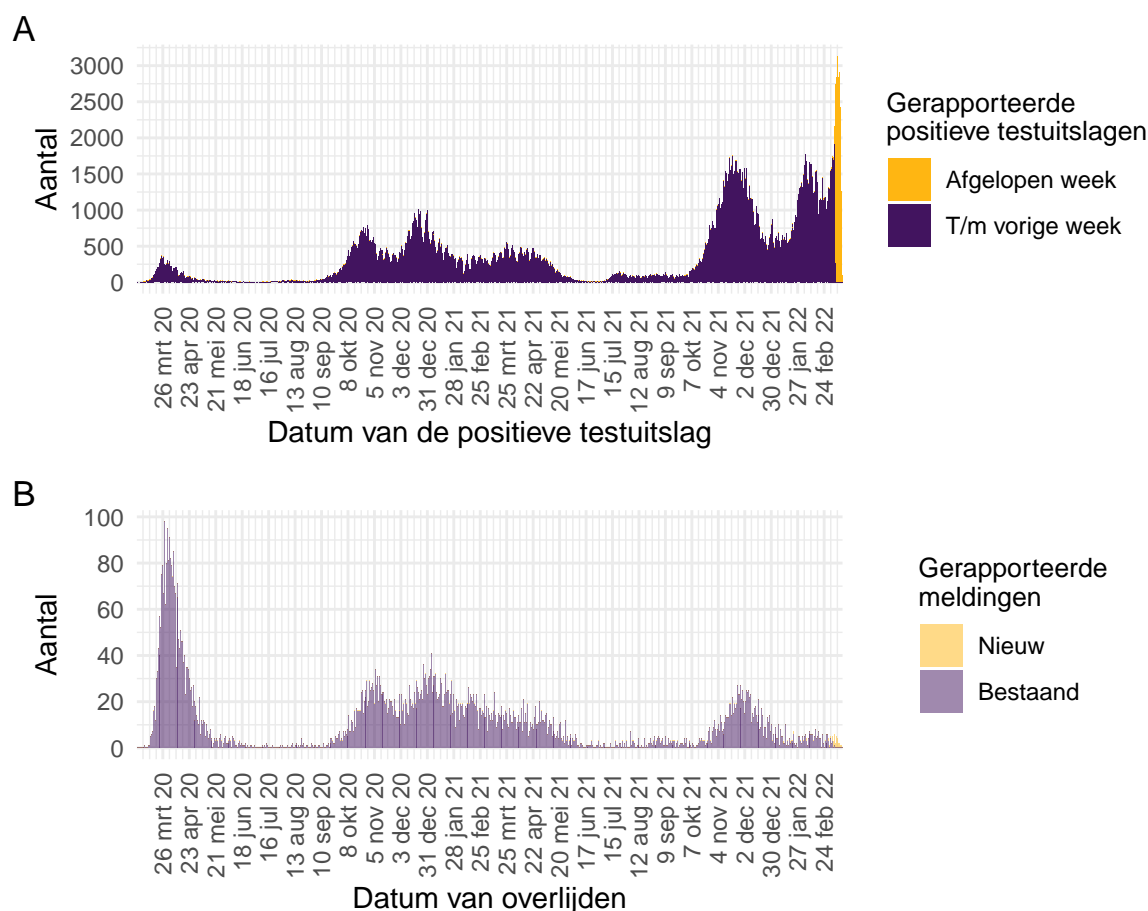 A
3000
2500
2000
1500
1000
500
0
Aantal
26 mrt 20
23 apr 20
21 mei 20
18 jun 20
16 jul 20
13 aug 20
10 sep 20
8 okt 20
5 nov 20
3 dec 20
31 dec 20
28 jan 21
25 feb 21
25 mrt 21
22 apr 21
20 mei 21
17 jun 21
15 jul 21
12 aug 21
9 sep 21
7 okt 21
4 nov 21
2 dec 21
30 dec 21
27 jan 22
24 feb 22
Datum van de positieve testuitslag
Gerapporteerde
positieve testuitslagen
Afgelopen week
T/m vorige week
B
100
80
60
40
20
0
Aantal
26 mrt 20
23 apr 20
21 mei 20
18 jun 20
16 jul 20
13 aug 20
10 sep 20
8 okt 20
5 nov 20
3 dec 20
31 dec 20
28 jan 21
25 feb 21
25 mrt 21
22 apr 21
20 mei 21
17 jun 21
15 jul 21
12 aug 21
9 sep 21
7 okt 21
4 nov 21
2 dec 21
30 dec 21
27 jan 22
24 feb 22
Datum van overlijden
Gerapporteerde
meldingen
Nieuw
Bestaand